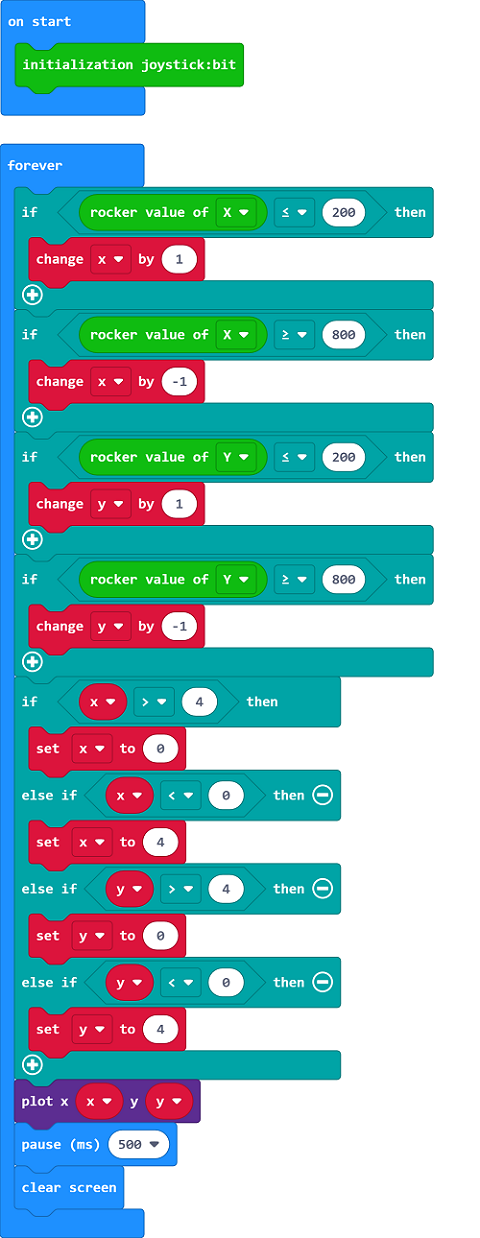 on start
initialization joystick:bit
forever
if rocker value of X ≤ 200 then
change x by 1
if rocker value of X ≥ 800 then
change x by -1
if rocker value of Y ≤ 200 then
change y by 1
if rocker value of Y ≥ 800 then
change y by -1
if x > 4 then
set x to 0
else if x < 0 then
set x to 4
else if y > 4 then
set y to 0
else if y < 0 then
set y to 4
plot x x y y
pause (ms) 500
clear screen